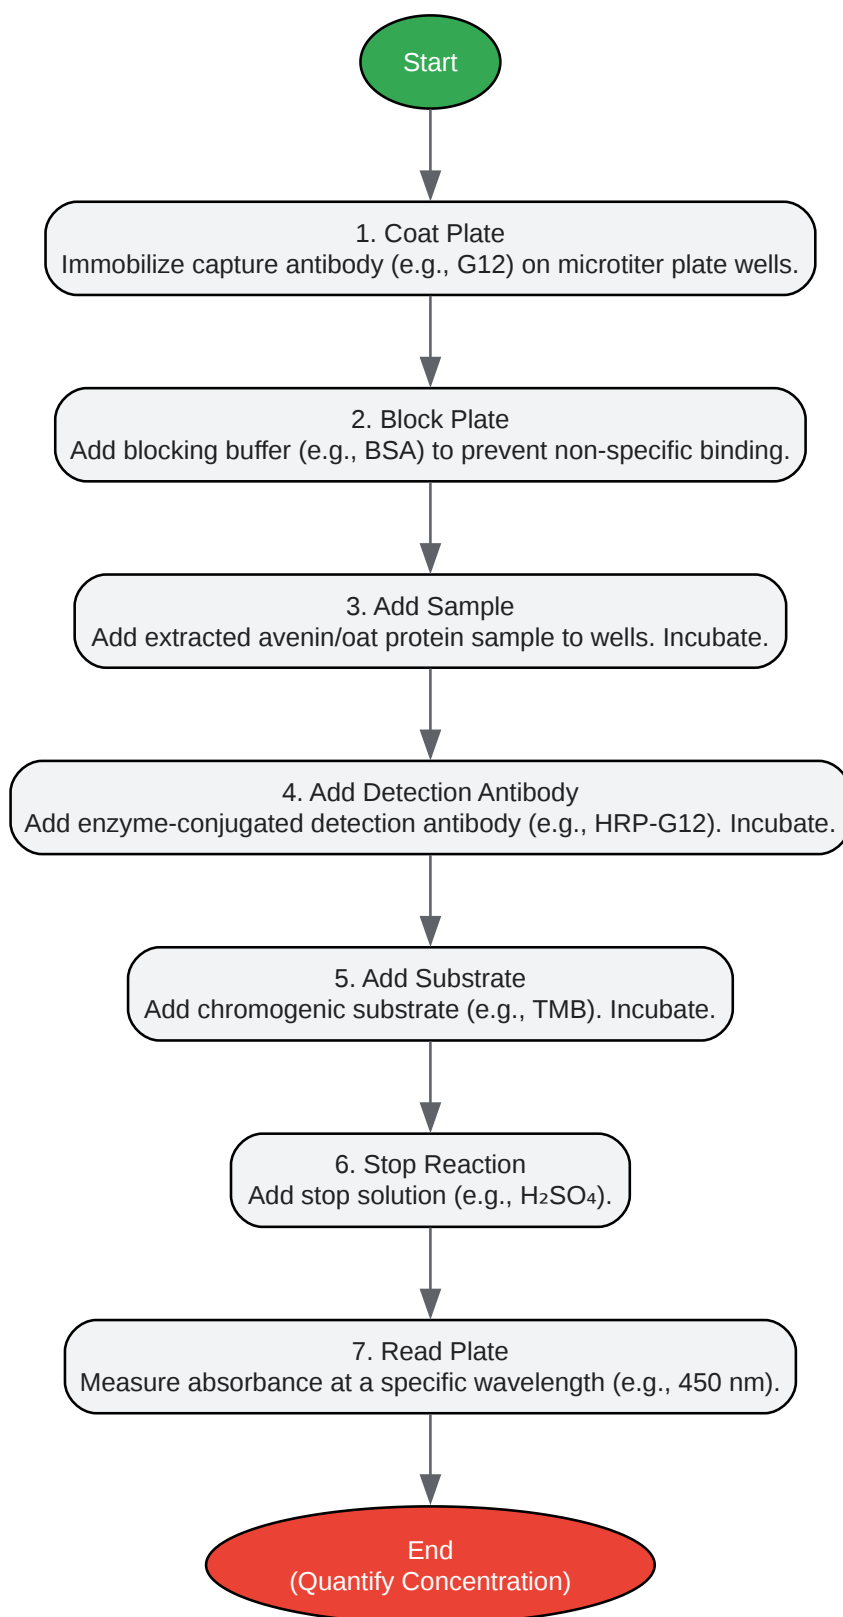 Start
1. Coat Plate
Immobilize capture antibody (e.g., G12) on microtiter plate wells.
2. Block Plate
Add blocking buffer (e.g., BSA) to prevent non-specific binding.
3. Add Sample
Add extracted avenin/oat protein sample to wells. Incubate.
4. Add Detection Antibody
Add enzyme-conjugated detection antibody (e.g., HRP-G12). Incubate.
5. Add Substrate
Add chromogenic substrate (e.g., TMB). Incubate.
6. Stop Reaction
Add stop solution (e.g., H₂SO₄).
7. Read Plate
Measure absorbance at a specific wavelength (e.g., 450 nm).
End
(Quantify Concentration)